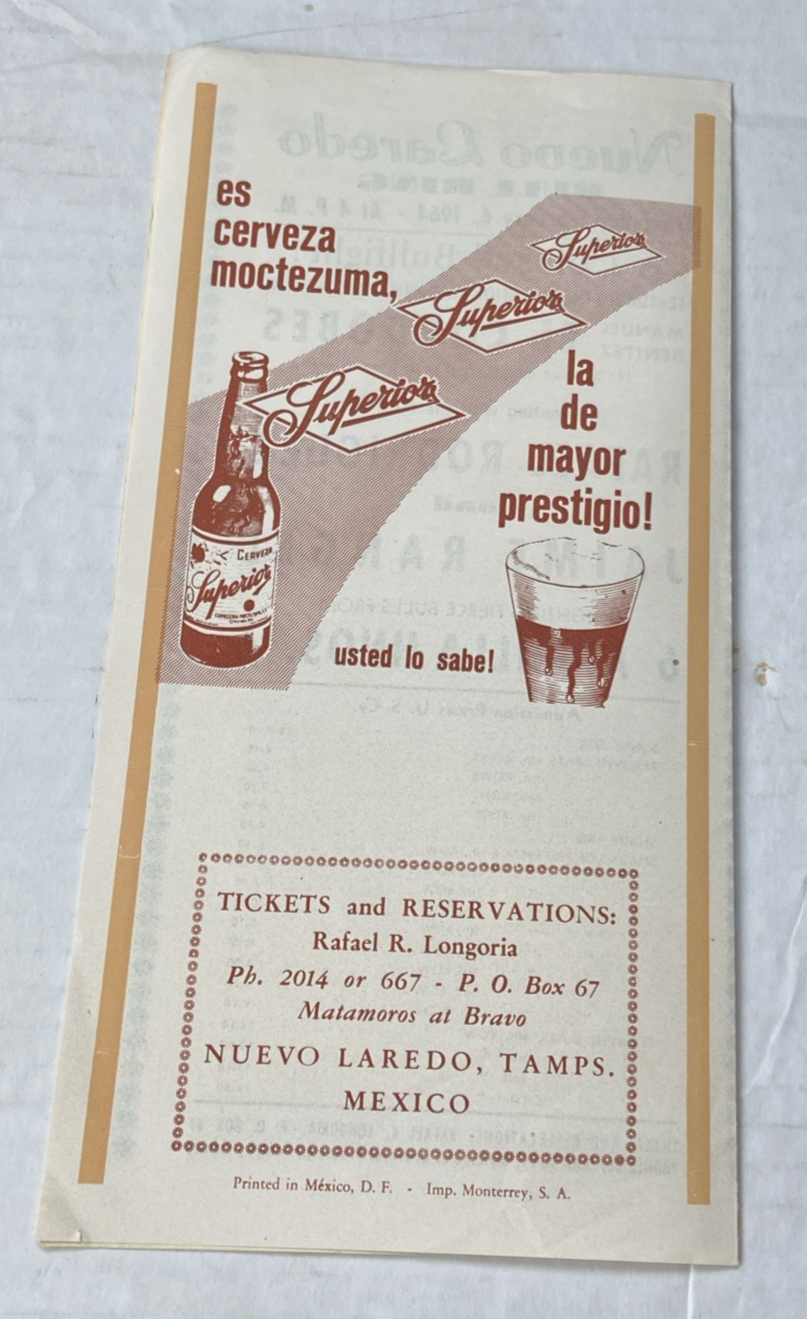 es
cerveza
moctezuma,
Superior
Superior
Superior
la
de
mayor
prestigio!
CERVEZA
Superior
usted lo sabe!
TICKETS and RESERVATIONS:
Rafael R. Longoria
Ph. 2014 or 667 - P. O. Box 67
Matamoros at Bravo
NUEVO LAREDO, TAMPS.
MEXICO
Printed in México, D. F. - Imp. Monterrey, S. A.